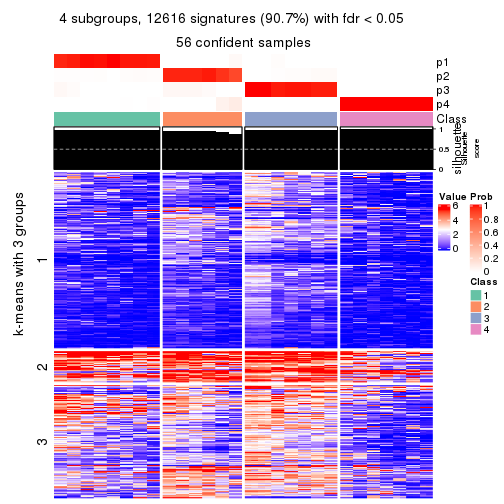 4 subgroups, 12616 signatures (90.7%) with fdr < 0.05
56 confident samples
p1
p2
p3
p4
Class
silhouette
Silhouette
score
1
0.5
0
k-means with 3 groups
1
2
3
Value
6
4
2
0
Prob
1
0.8
0.6
0.4
0.2
0
Class
1
2
3
4